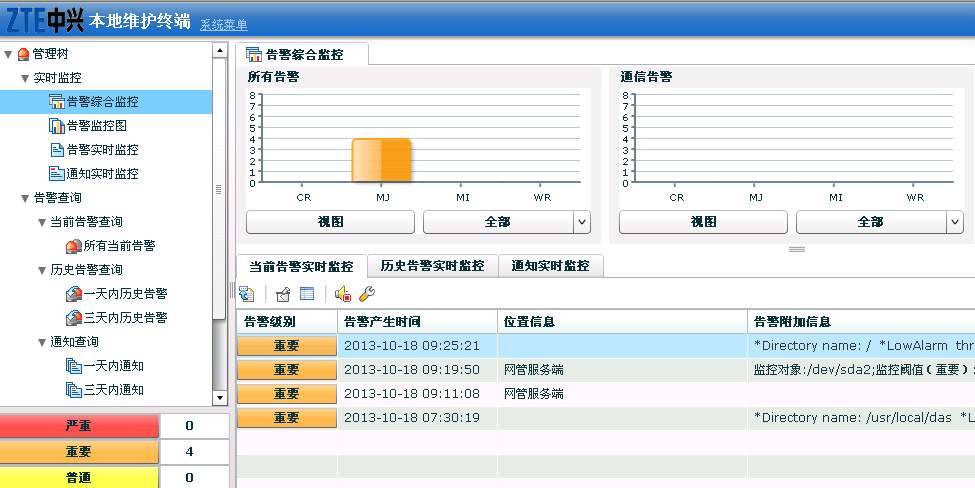 ZTE中兴 本地维护终端 系统菜单
管理树
实时监控
告警综合监控
告警监控图
告警实时监控
通知实时监控
告警查询
当前告警查询
所有当前告警
历史告警查询
一天内历史告警
三天内历史告警
通知查询
一天内通知
三天内通知
严重 0
重要 4
普通 0
告警综合监控
所有告警
8
7
6
5
4
3
2
1
0
CR MJ MI WR
视图 全部
通信告警
8
7
6
5
4
3
2
1
0
CR MJ MI WR
视图 全部
当前告警实时监控 历史告警实时监控 通知实时监控
告警级别 告警产生时间 位置信息 告警附加信息
重要 2013-10-18 09:25:21 *Directory name: / *LowAlarm thr
重要 2013-10-18 09:19:50 网管服务端 监控对象:/dev/sda2;监控阈值(重要):
重要 2013-10-18 09:11:08 网管服务端
重要 2013-10-18 07:30:19 *Directory name: /usr/local/das *L